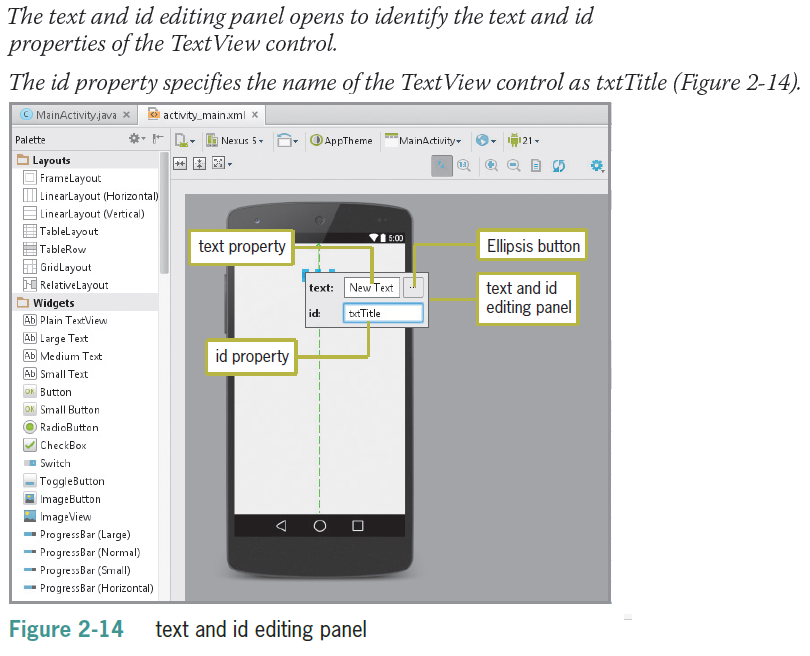 The text and id editing panel opens to identify the text and id
properties of the TextView control.
The id property specifies the name of the TextView control as txtTitle (Figure 2-14).
MainActivity.java × activity_main.xml ×
Palette
Nexus 5 AppTheme MainActivity 21
Layouts
FrameLayout
LinearLayout (Horizontal)
LinearLayout (Vertical)
TableLayout
TableRow
GridLayout
RelativeLayout
Widgets
Plain TextView
Large Text
Medium Text
Small Text
Button
Small Button
RadioButton
CheckBox
Switch
ToggleButton
ImageButton
ImageView
ProgressBar (Large)
ProgressBar (Normal)
ProgressBar (Small)
ProgressBar (Horizontal)
5:00
text property
Ellipsis button
text: New Text ...
id: txtTitle
text and id
editing panel
id property
Figure 2-14 text and id editing panel